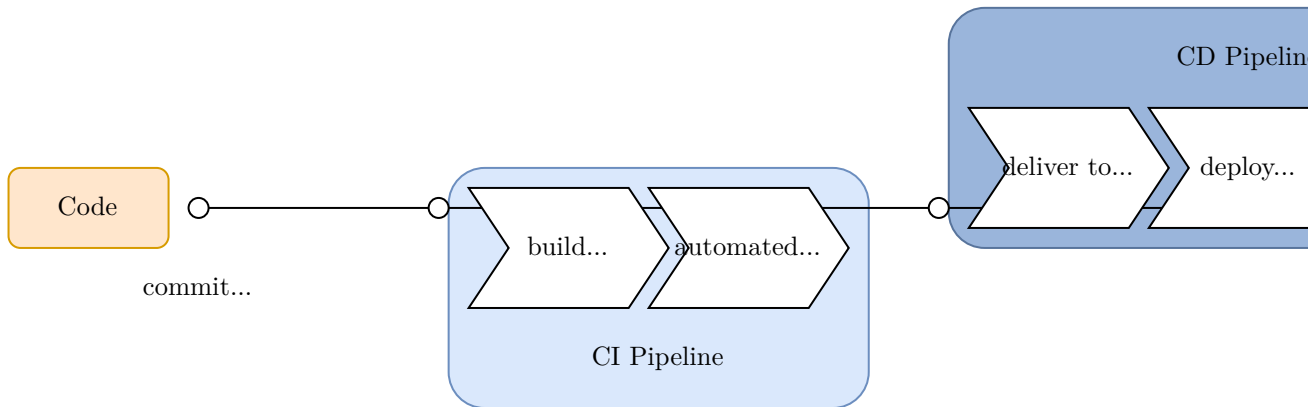 CD Pipelin
deliver to...
deploy...
Code
commit...
build...
automated...
CI Pipeline